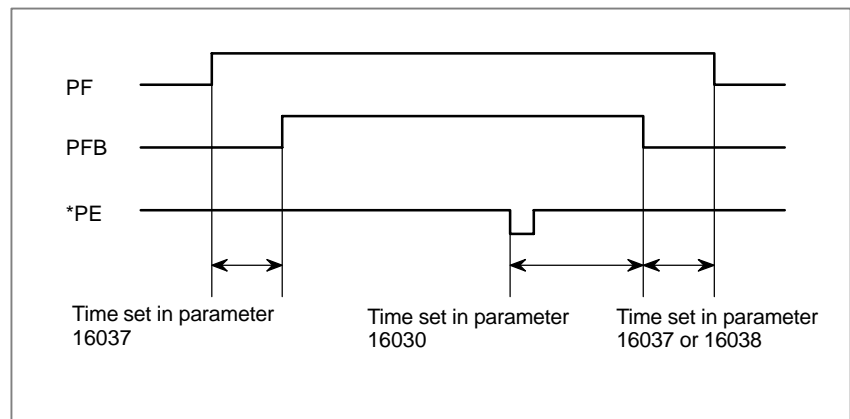 PF
PFB
*PE
Time set in parameter
16037
Time set in parameter
16030
Time set in parameter
16037 or 16038